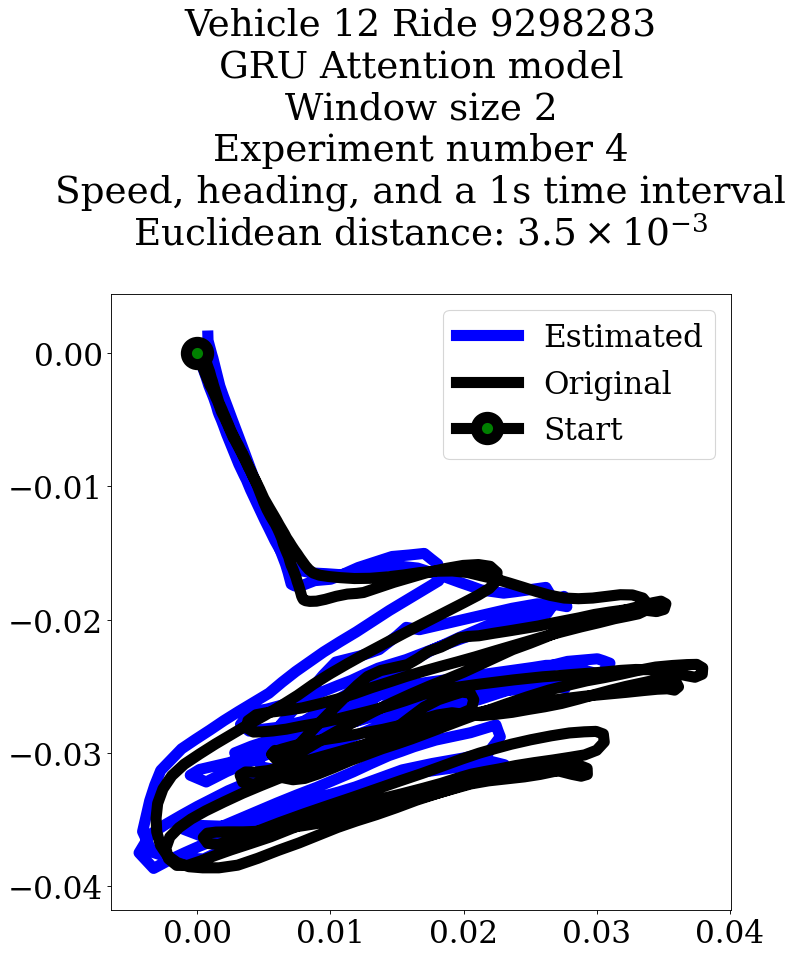 Vehicle 12 Ride 9298283
GRU Attention model
Window size 2
Experiment number 4
Speed, heading, and a 1s time interval
Euclidean distance: 3.5 × 10⁻³
Estimated
Original
Start
0.00
−0.01
−0.02
−0.03
−0.04
0.00 0.01 0.02 0.03 0.04